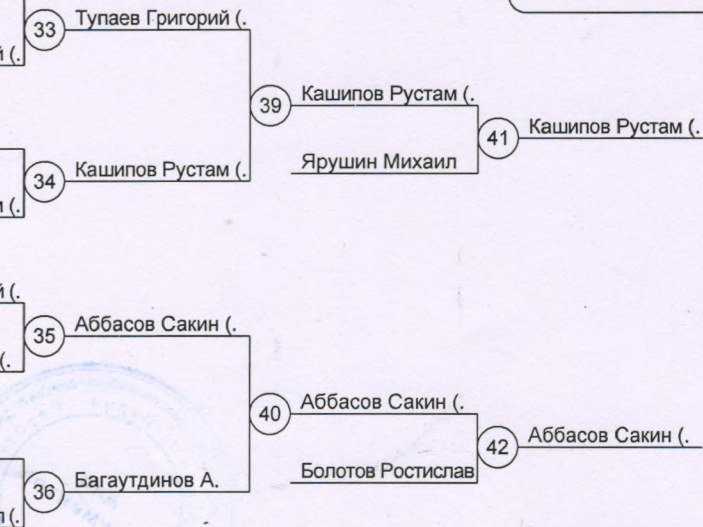 33
Тупаев Григорий (.
й (.
39
Кашипов Рустам (.
41
Кашипов Рустам (.
Ярушин Михаил
34
Кашипов Рустам (.
м (.
й (.
35
Аббасов Сакин (.
(.
40
Аббасов Сакин (.
42
Аббасов Сакин (.
Болотов Ростислав
36
Багаутдинов А.
л (.